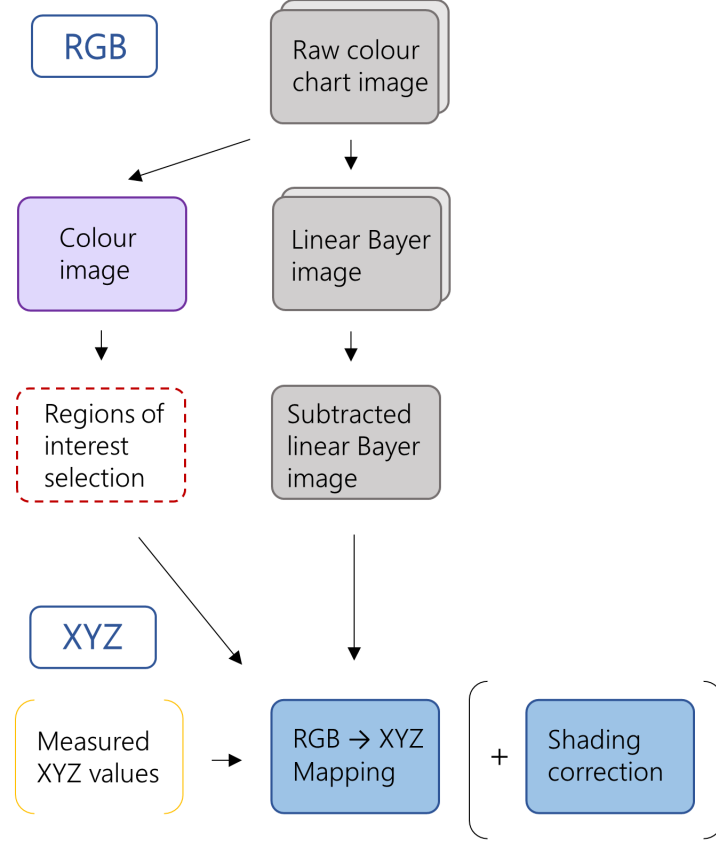 RGB
Raw colour
chart image
Colour
image
Linear Bayer
image
Regions of
interest
selection
Subtracted
linear Bayer
image
XYZ
Measured
XYZ values
RGB → XYZ
Mapping
+
Shading
correction